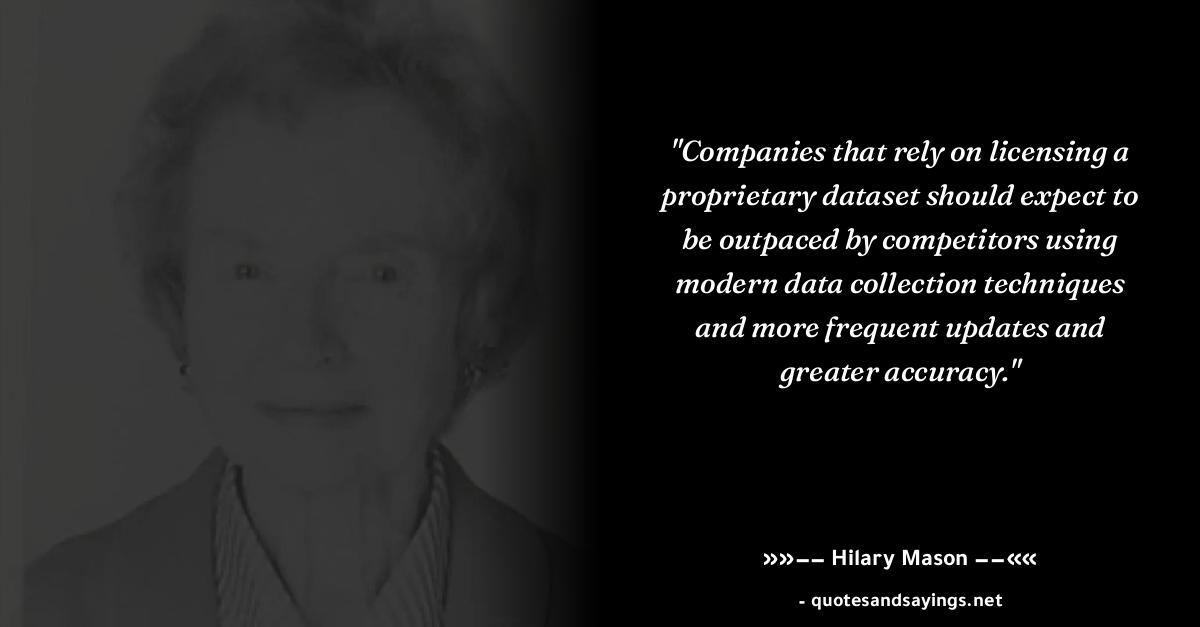 "Companies that rely on licensing a
proprietary dataset should expect to
be outpaced by competitors using
modern data collection techniques
and more frequent updates and
greater accuracy."
»»—— Hilary Mason ——««
- quotesandsayings.net